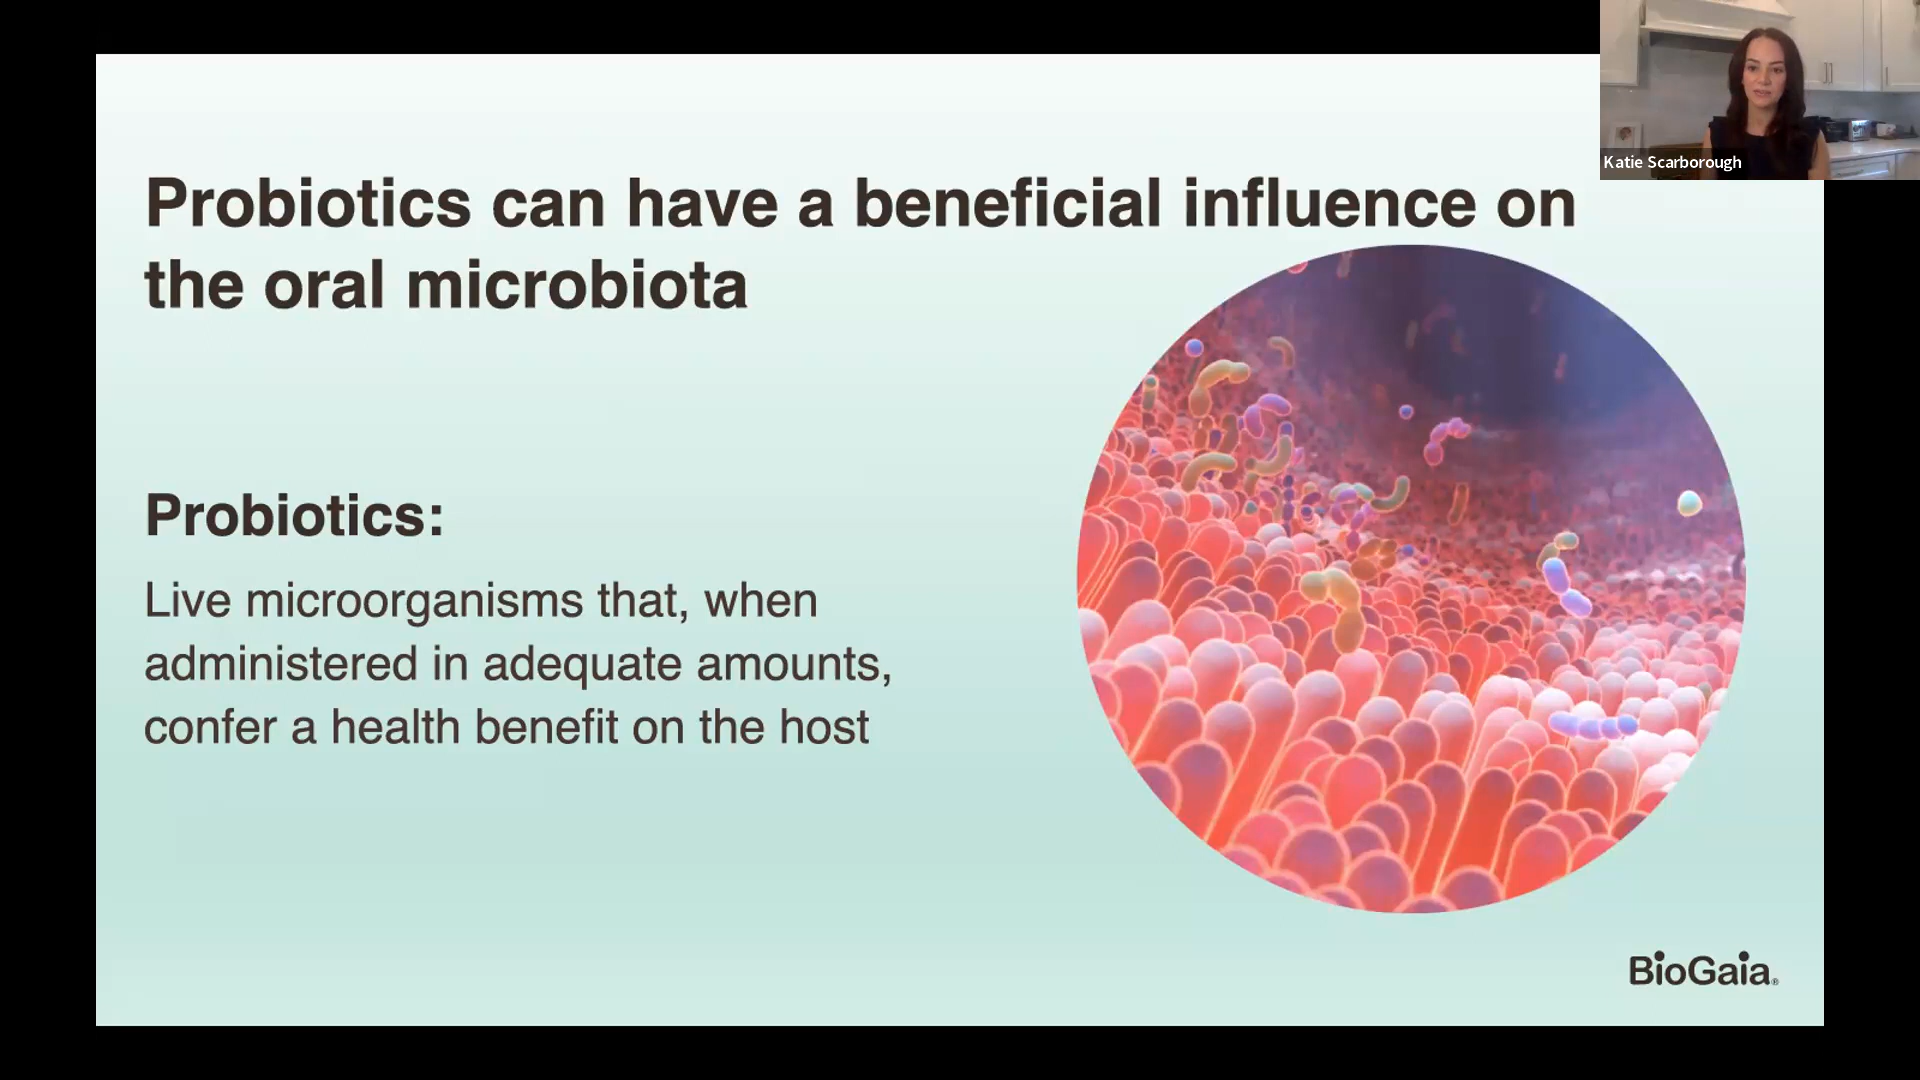 Katie Scarborough
Probiotics can have a beneficial influence on
the oral microbiota
Probiotics:
Live microorganisms that, when
administered in adequate amounts,
confer a health benefit on the host
BioGaia®